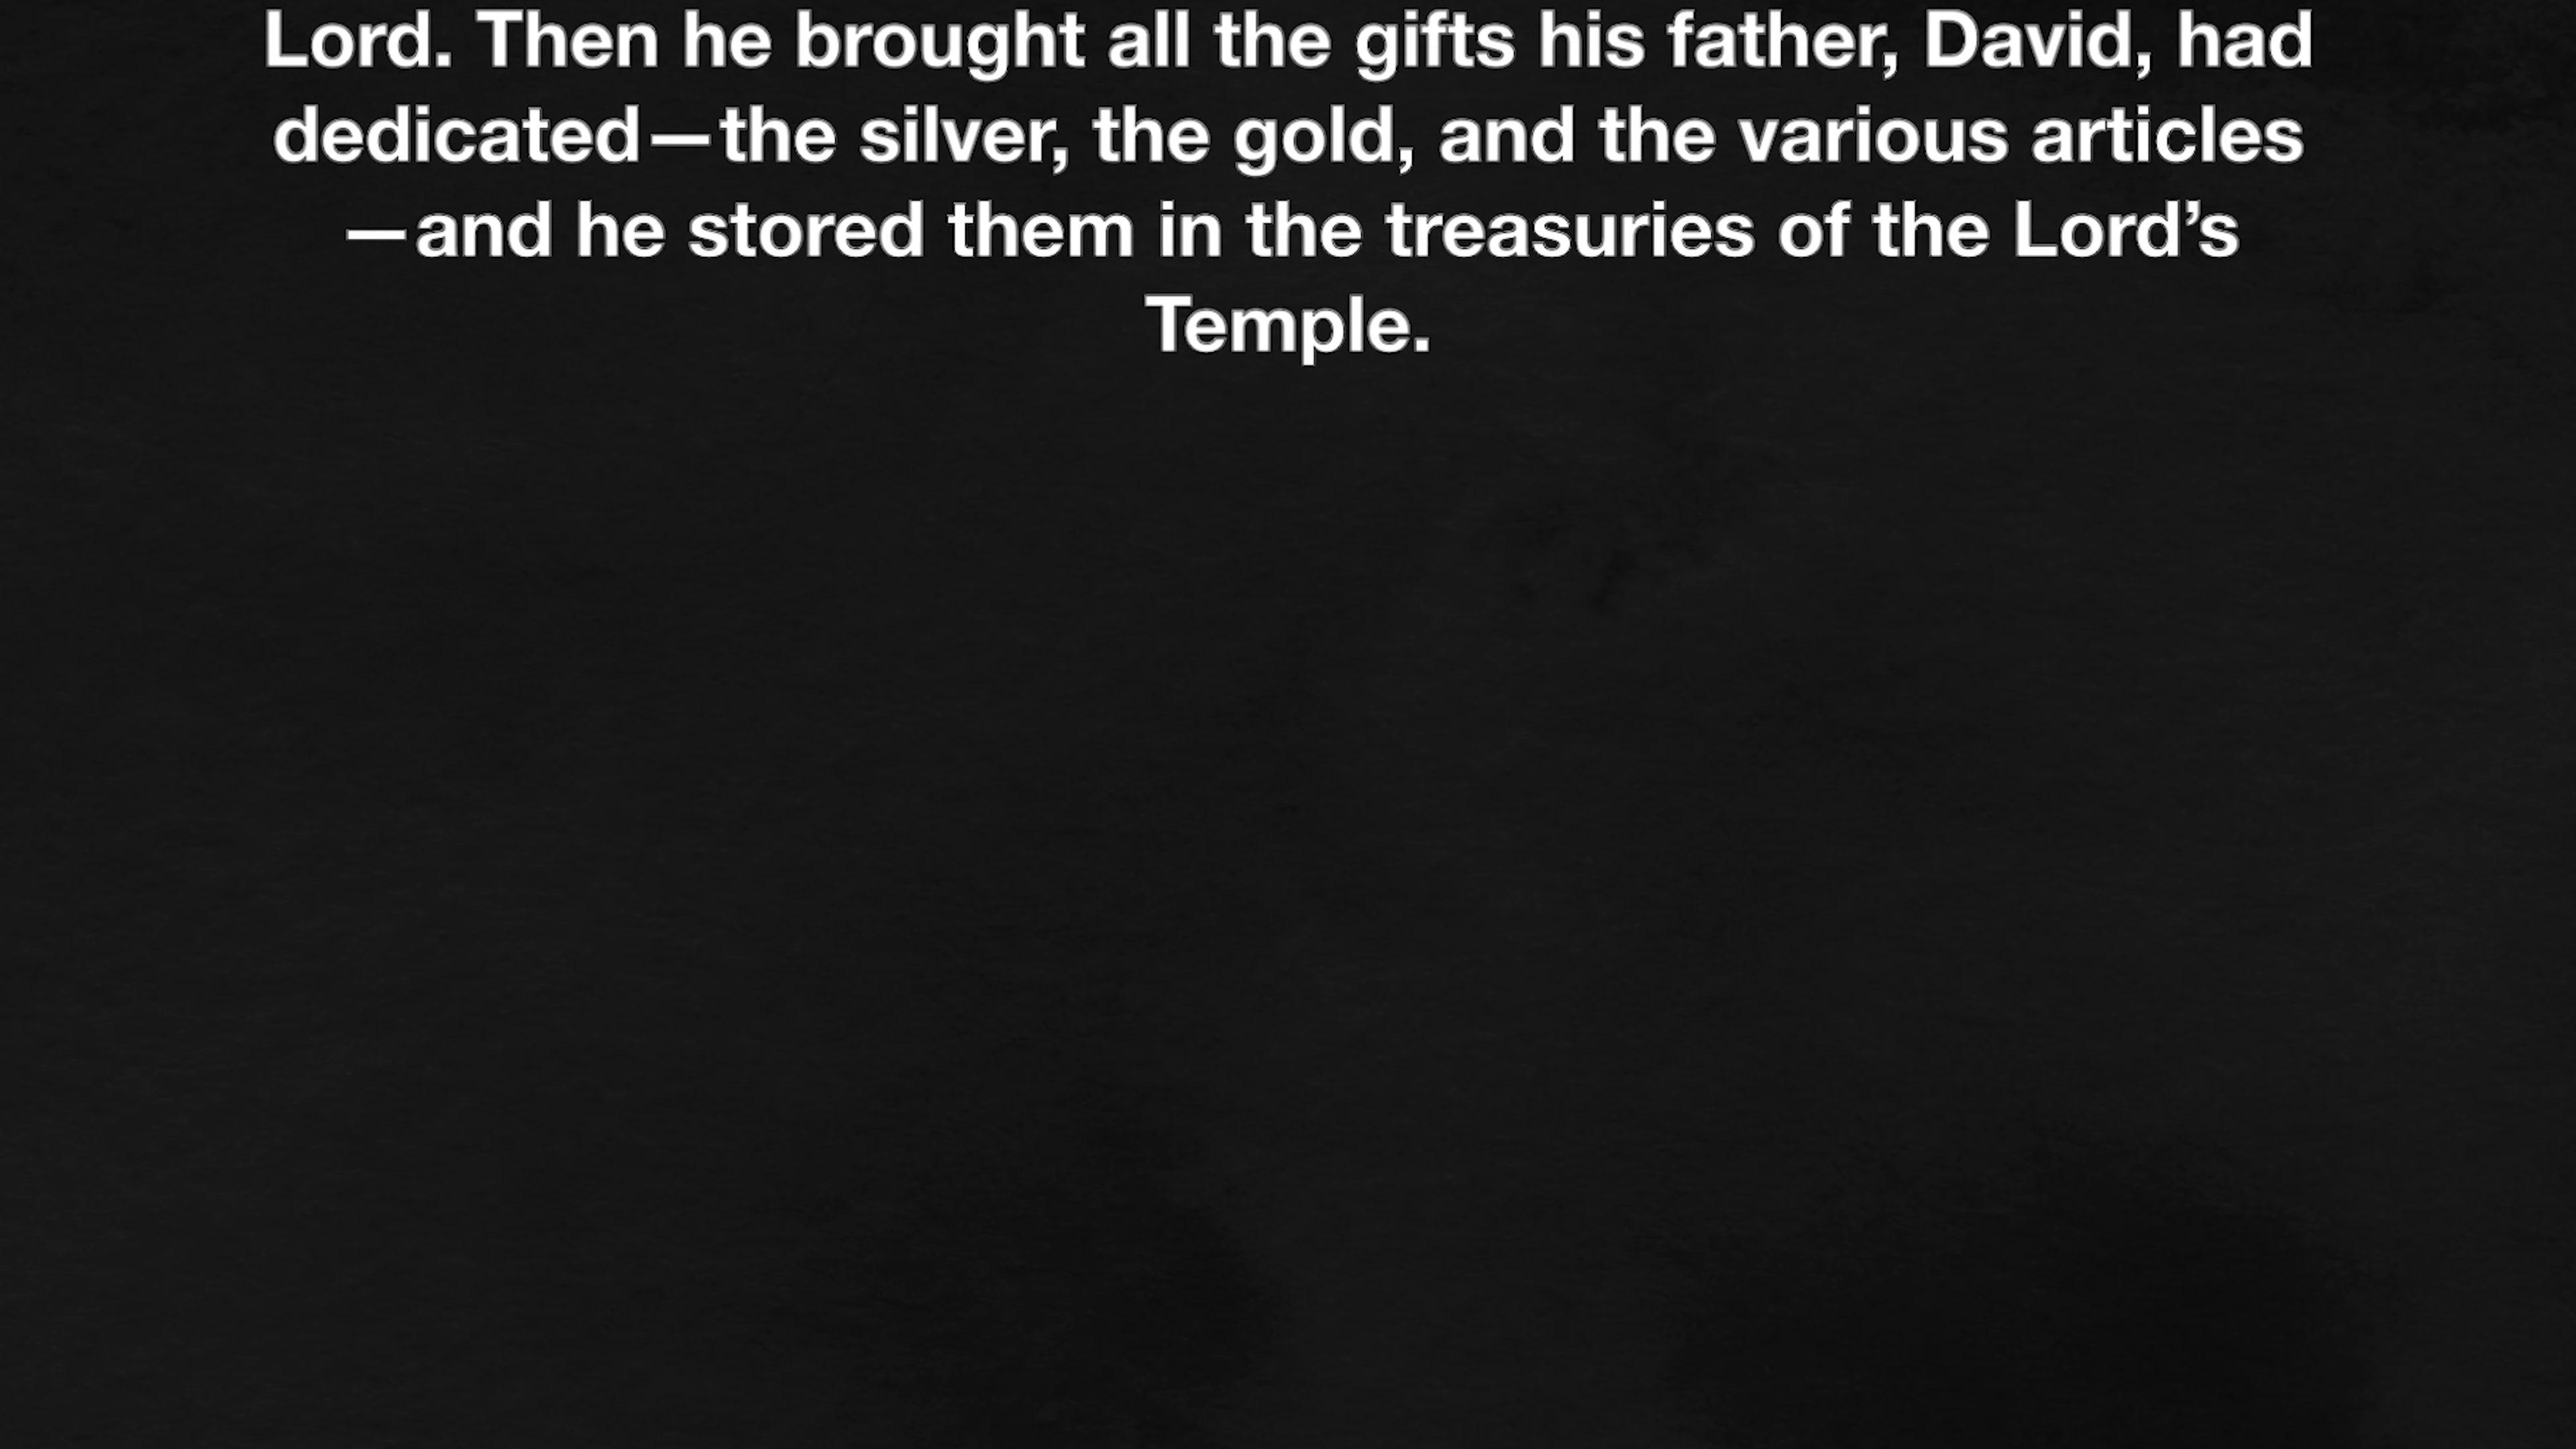 Lord. Then he brought all the gifts his father, David, had
dedicated—the silver, the gold, and the various articles
—and he stored them in the treasuries of the Lord’s
Temple.